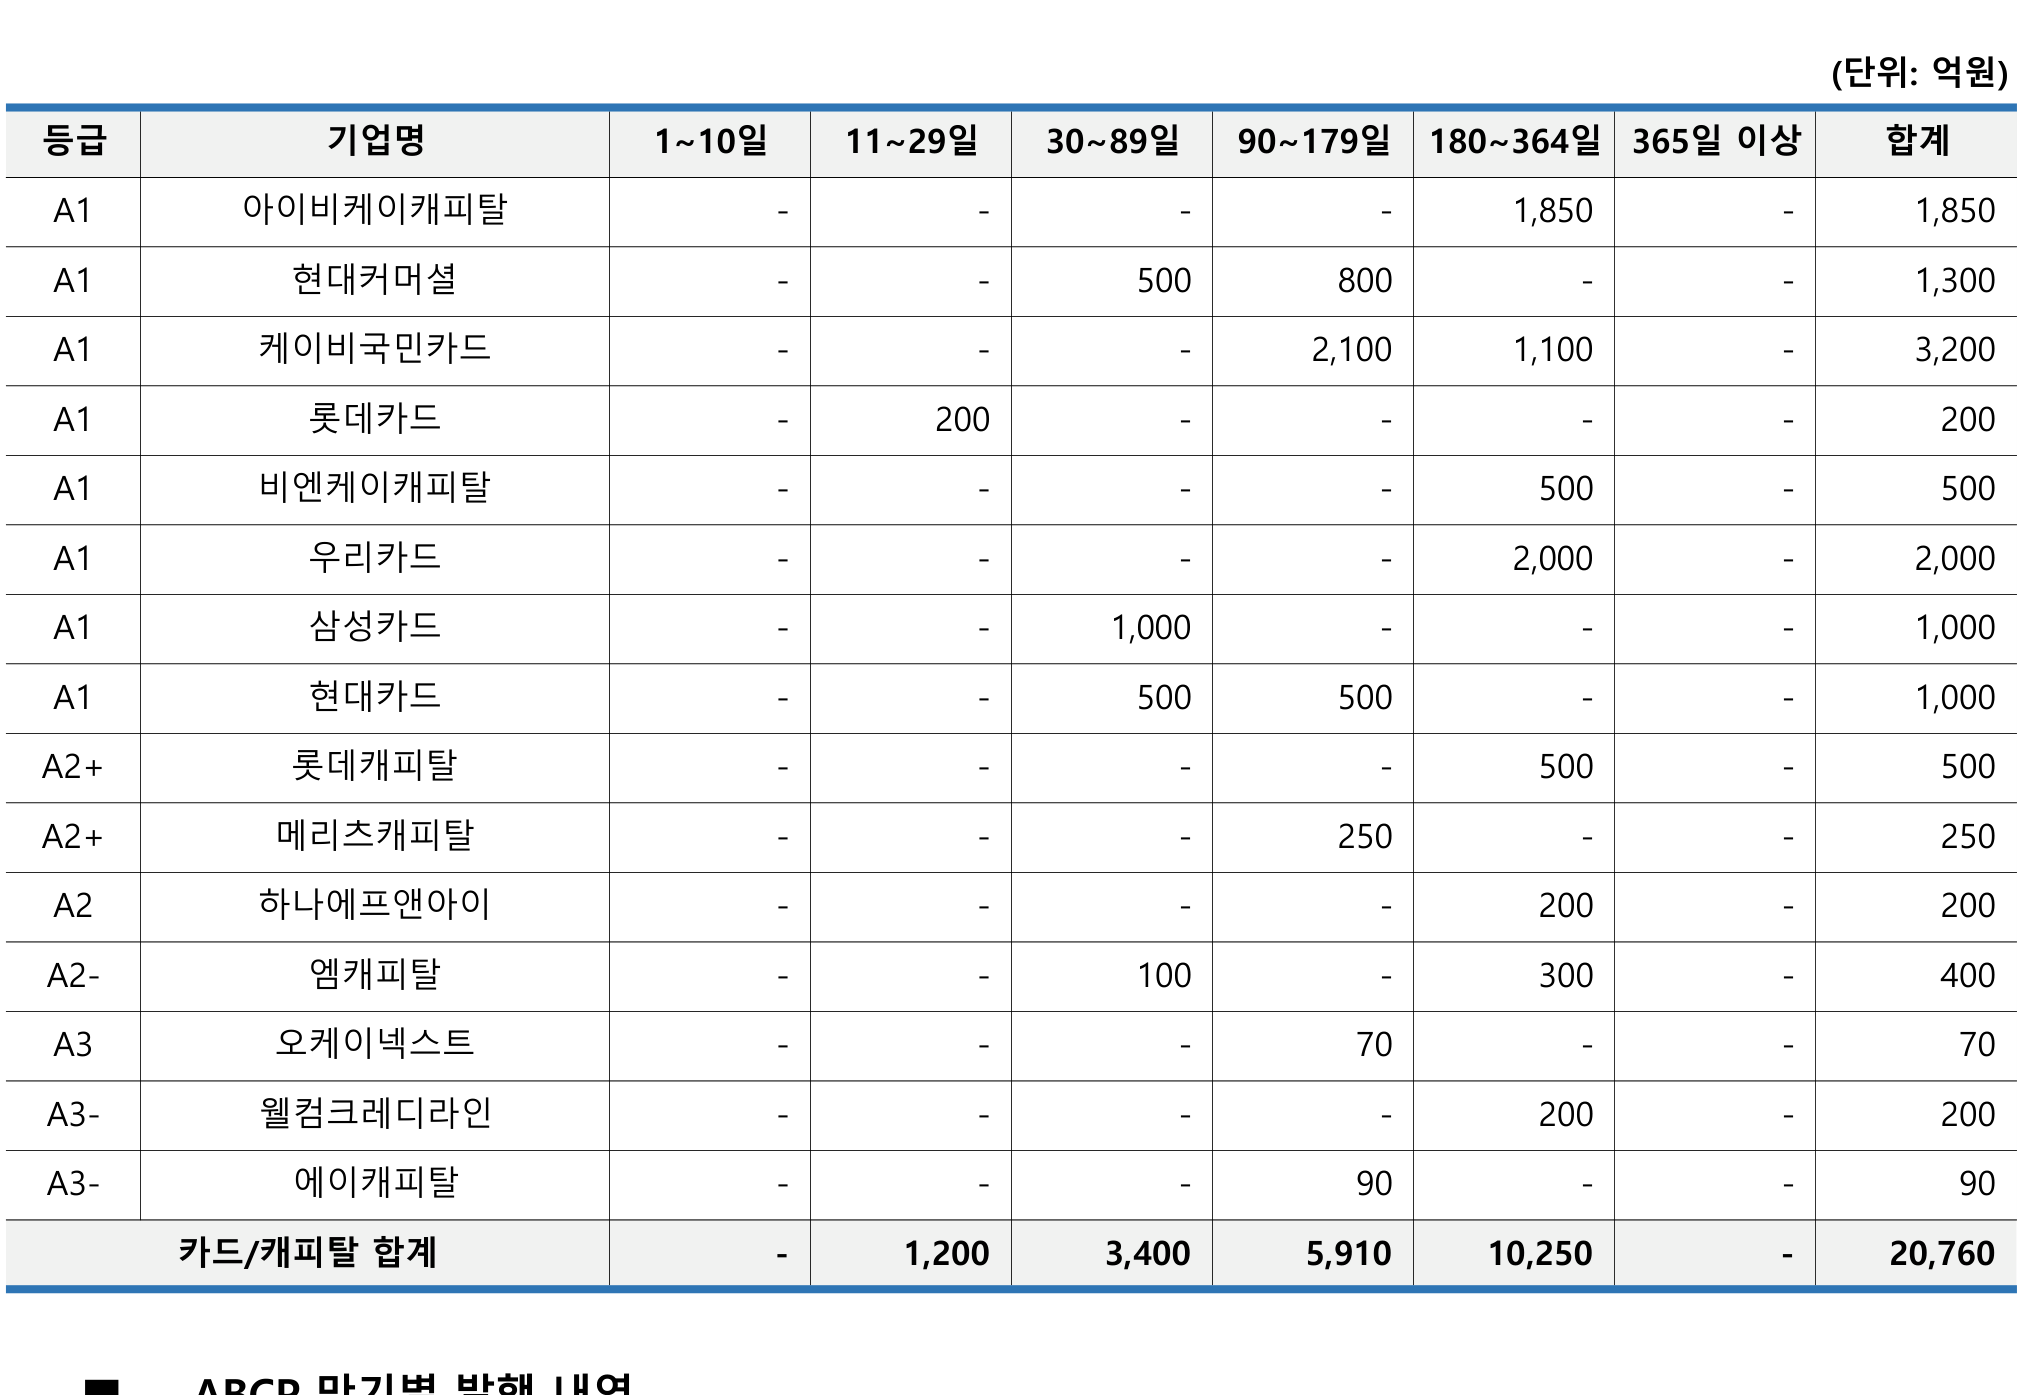 (단위: 억원)
등급 기업명 1~10일 11~29일 30~89일 90~179일 180~364일 365일 이상 합계
A1 아이비케이캐피탈 - - - - 1,850 - 1,850
A1 현대커머셜 - - 500 800 - - 1,300
A1 케이비국민카드 - - - 2,100 1,100 - 3,200
A1 롯데카드 - 200 - - - - 200
A1 비엔케이캐피탈 - - - - 500 - 500
A1 우리카드 - - - - 2,000 - 2,000
A1 삼성카드 - - 1,000 - - - 1,000
A1 현대카드 - - 500 500 - - 1,000
A2+ 롯데캐피탈 - - - - 500 - 500
A2+ 메리츠캐피탈 - - - 250 - - 250
A2 하나에프앤아이 - - - - 200 - 200
A2- 엠캐피탈 - - 100 - 300 - 400
A3 오케이넥스트 - - - 70 - - 70
A3- 웰컴크레디라인 - - - - 200 - 200
A3- 에이캐피탈 - - - 90 - - 90
카드/캐피탈 합계 - 1,200 3,400 5,910 10,250 - 20,760
ABCP 만기별 발행 내역